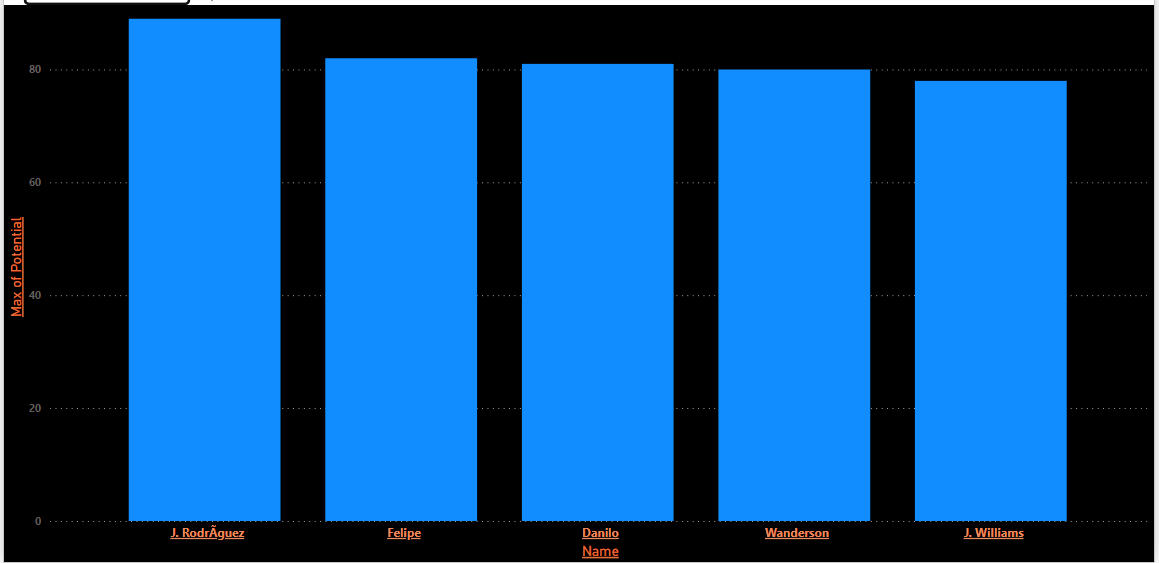 80
60
40
20
0
Max of Potential
J. RodrÃguez
Felipe
Danilo
Wanderson
J. Williams
Name